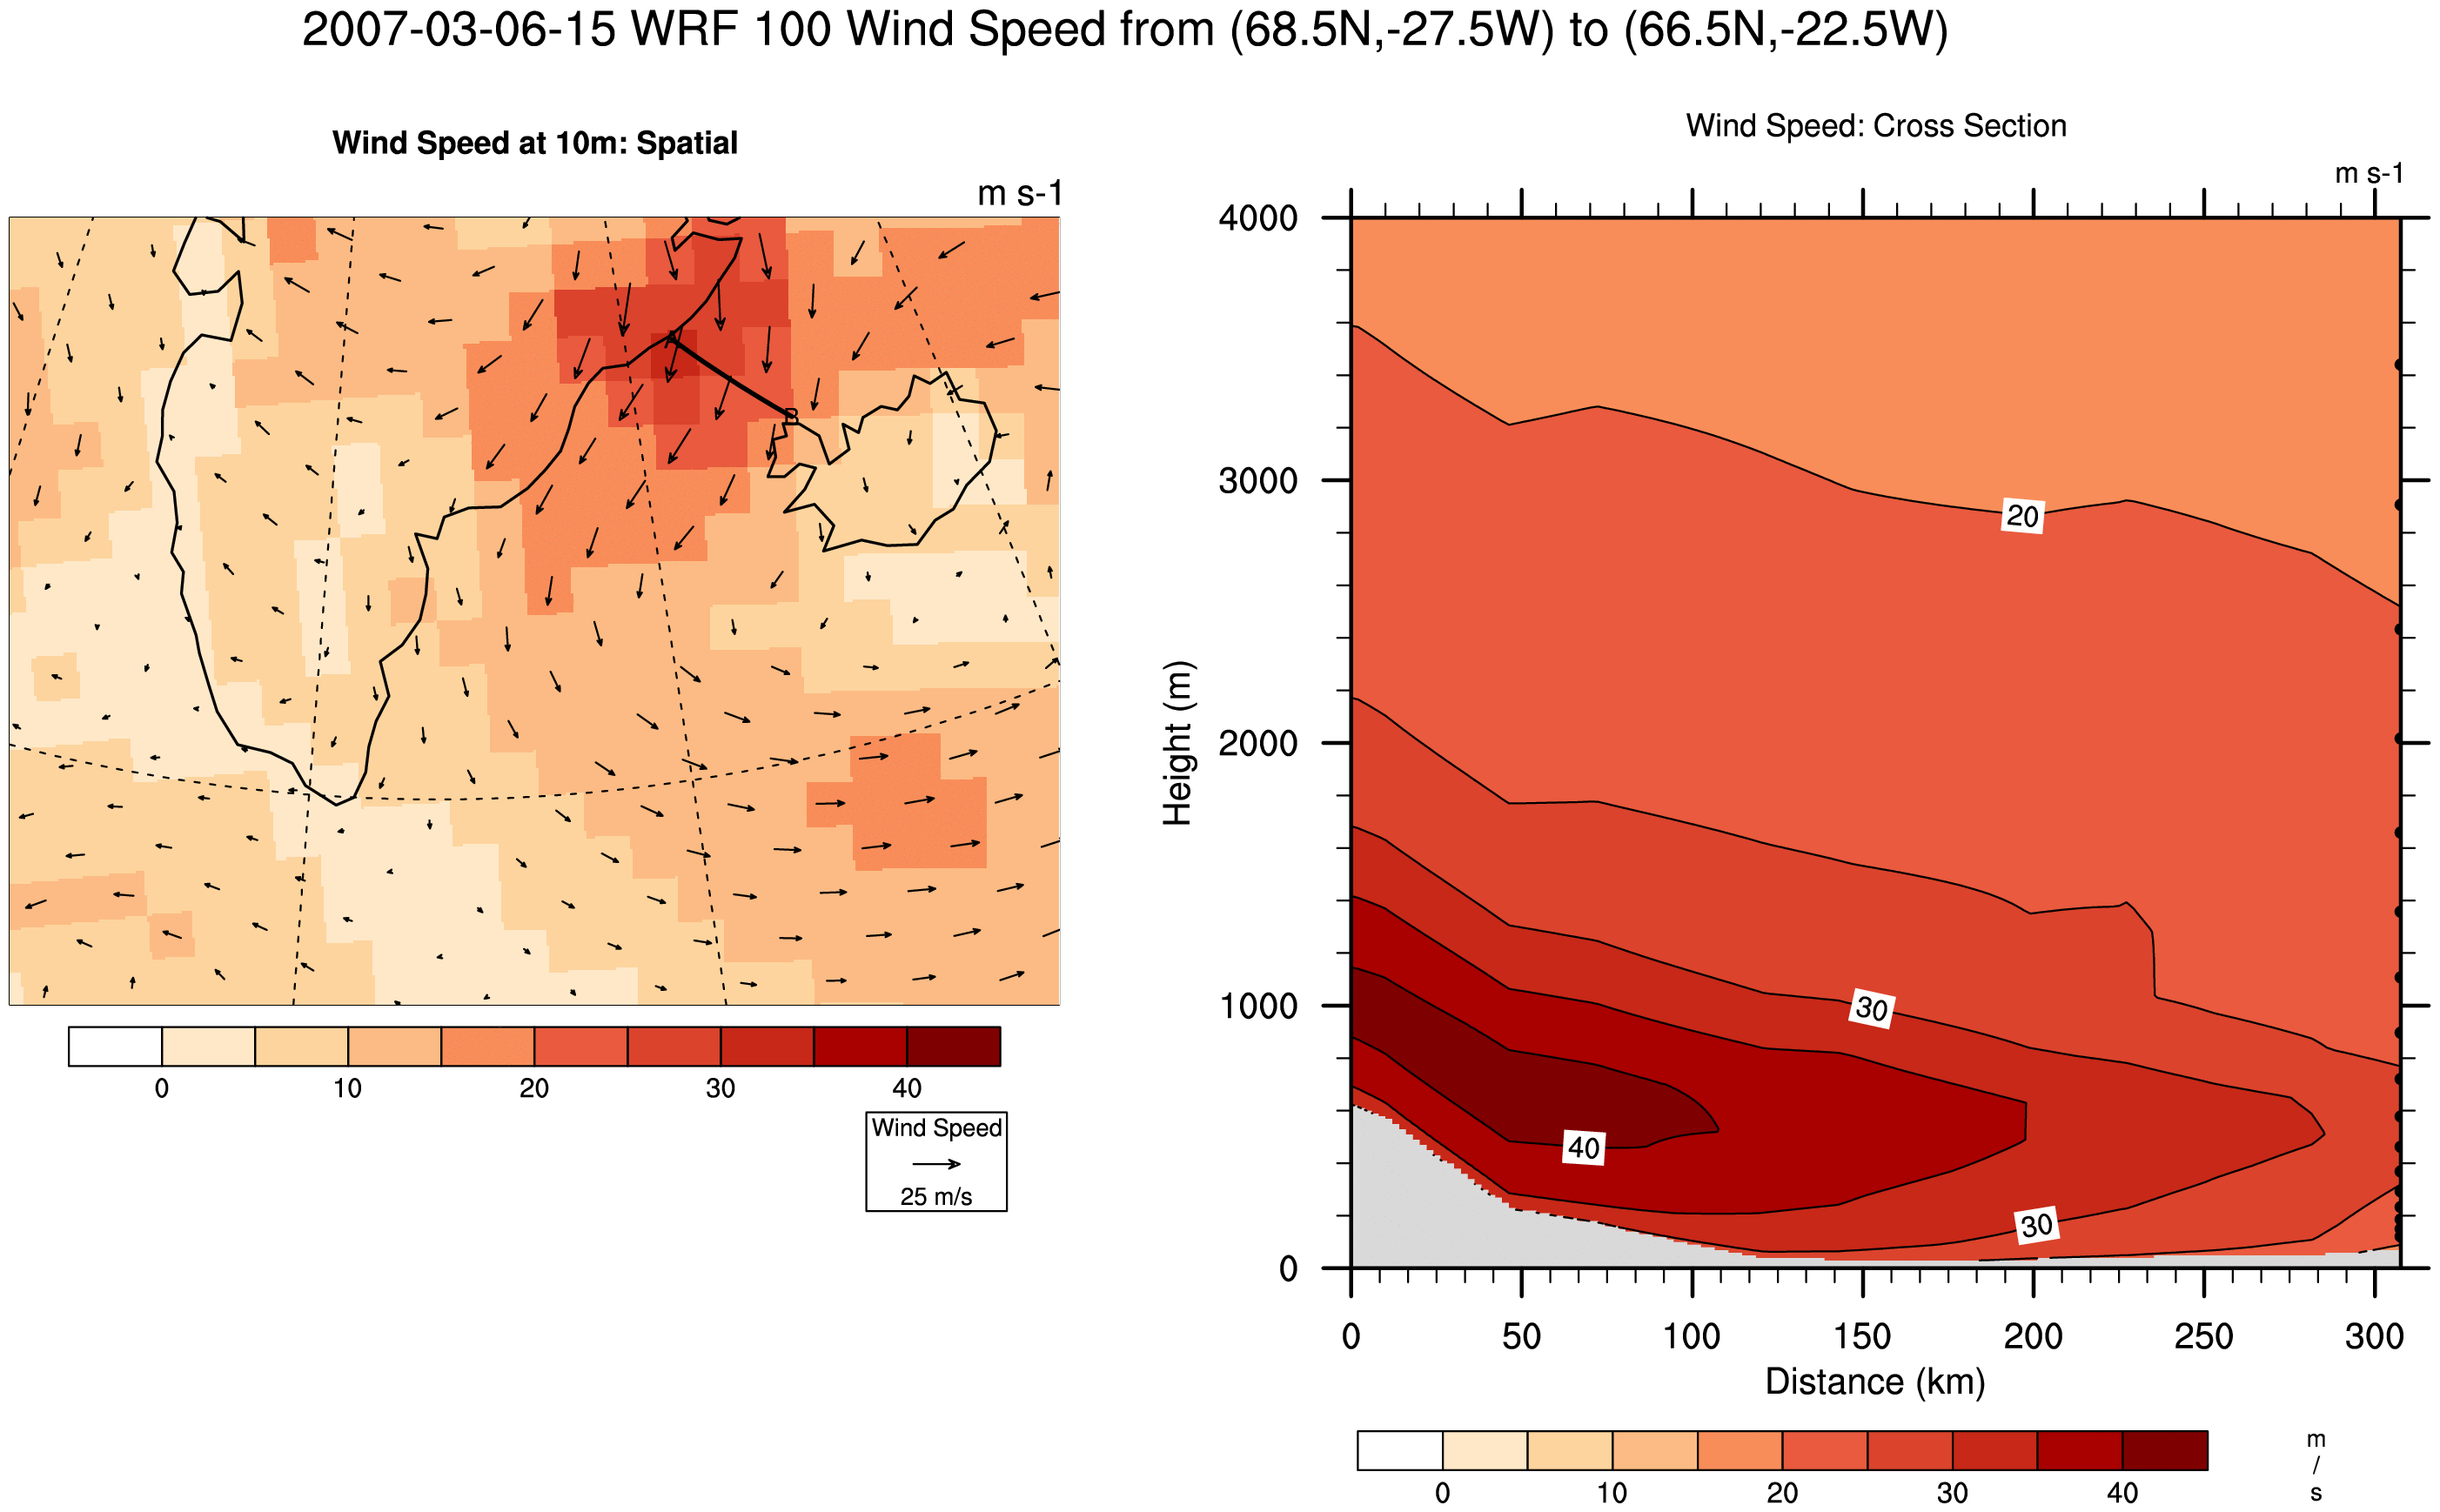 2007-03-06-15 WRF 100 Wind Speed from (68.5N,-27.5W) to (66.5N,-22.5W)
Wind Speed at 10m: Spatial
m s-1
A
B
0 10 20 30 40
Wind Speed
25 m/s
Wind Speed: Cross Section
m s-1
4000
3000
2000
1000
0
Height (m)
20
30
40
30
0 50 100 150 200 250 300
Distance (km)
0 10 20 30 40
m
/
s